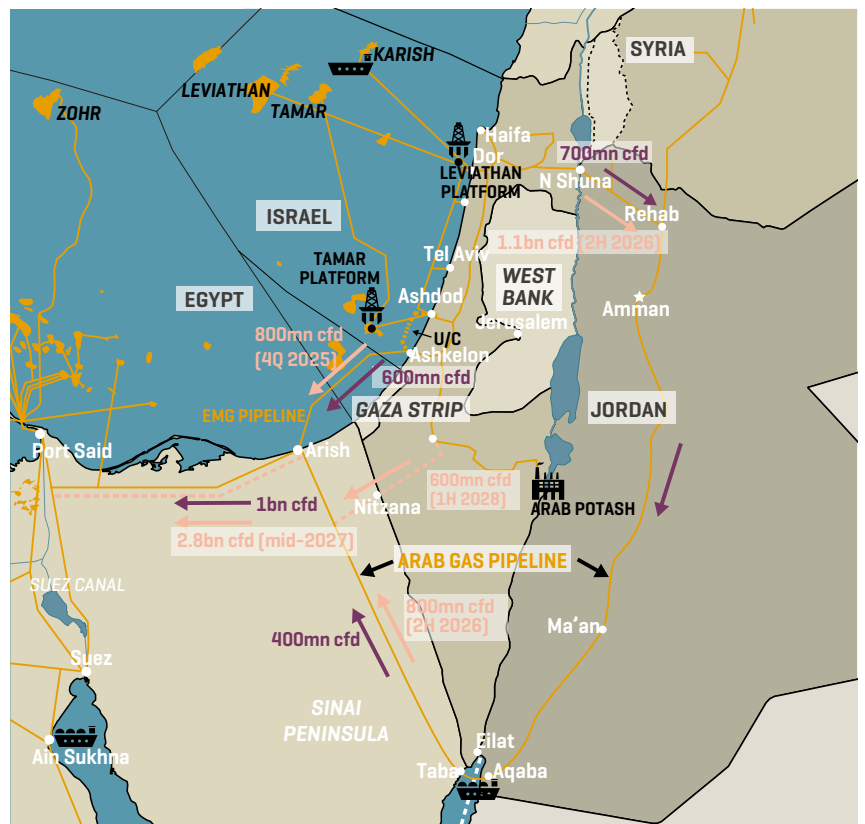 SYRIA
KARISH
LEVIATHAN
TAMAR
ZOHR
Haifa
Dor
700mn cfd
LEVIATHAN
PLATFORM
N Shuna
ISRAEL
Rehab
1.1bn cfd (2H 2026)
TAMAR
PLATFORM
Tel Aviv
WEST
BANK
EGYPT
Ashdod
Amman
Jerusalem
800mn cfd
(4Q 2025)
U/C
Ashkelon
600mn cfd
GAZA STRIP
JORDAN
EMG PIPELINE
Port Said
Arish
600mn cfd
(1H 2028)
1bn cfd
Nitzana
ARAB POTASH
2.8bn cfd (mid-2027)
ARAB GAS PIPELINE
SUEZ CANAL
800mn cfd
(2H 2026)
Ma'an
400mn cfd
Suez
SINAI
PENINSULA
Eilat
Ain Sukhna
Taba
Aqaba